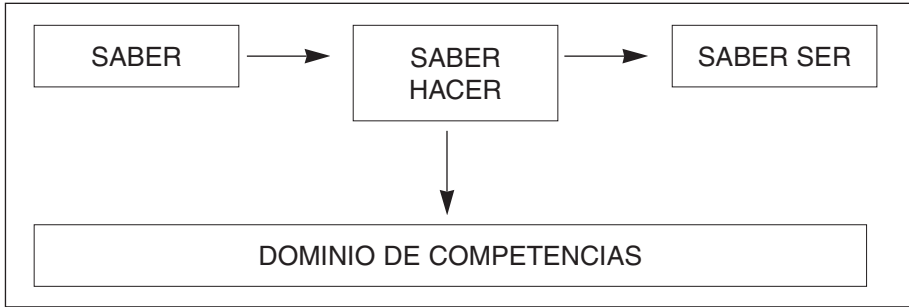 SABER
SABER
HACER
SABER SER
DOMINIO DE COMPETENCIAS